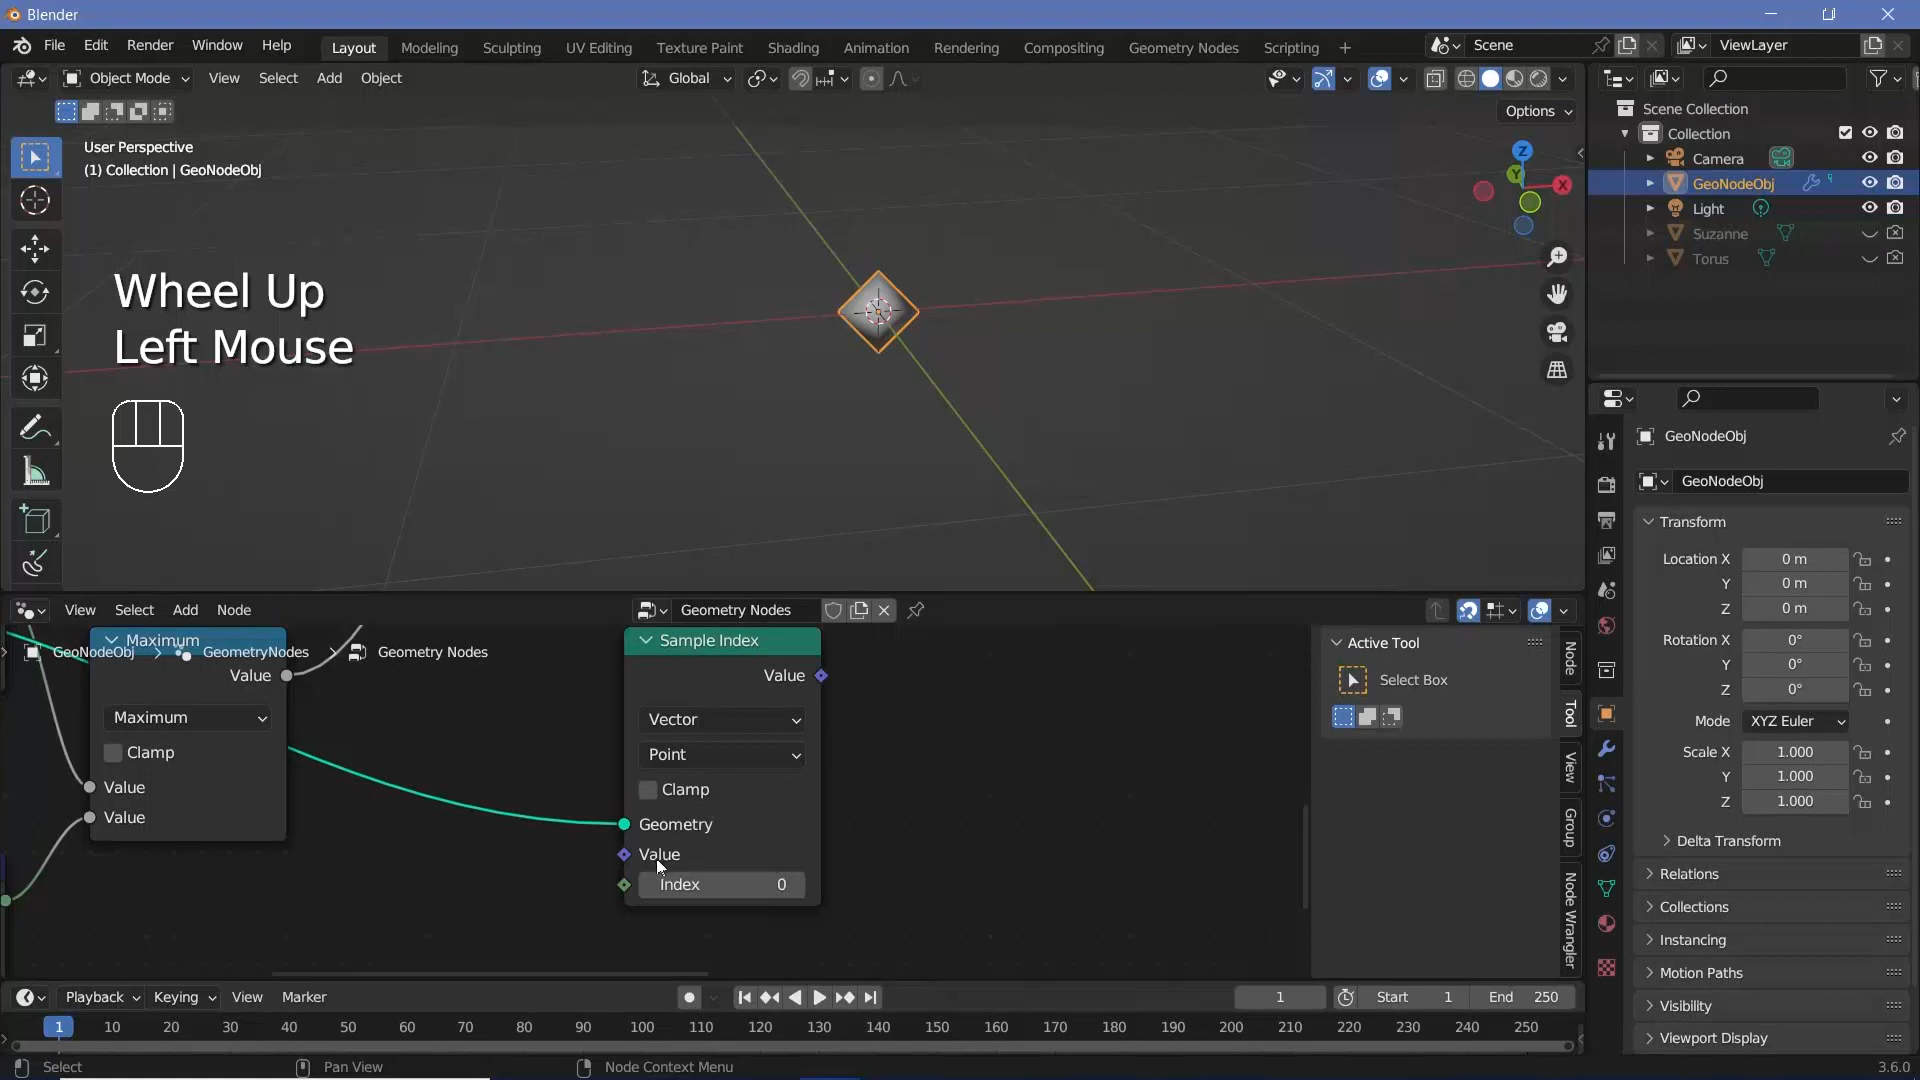 Blender
File Edit Render Window Help Layout Modeling Sculpting UV Editing Texture Paint Shading Animation Rendering Compositing Geometry Nodes Scripting + Scene ViewLayer
Object Mode View Select Add Object Global
Options
User Perspective
(1) Collection | GeoNodeObj
Wheel Up
Left Mouse
Z
Y
X
Scene Collection
Collection
Camera
GeoNodeObj
Light
Suzanne
Torus
GeoNodeObj
GeoNodeObj
Transform
Location X 0 m
Y 0 m
Z 0 m
Rotation X 0°
Y 0°
Z 0°
Mode XYZ Euler
Scale X 1.000
Y 1.000
Z 1.000
Delta Transform
Relations
Collections
Instancing
Motion Paths
Visibility
Viewport Display
View Select Add Node Geometry Nodes
GeoNodeObj > GeometryNodes > Geometry Nodes
Maximum
Value
Maximum
Clamp
Value
Value
Sample Index
Value
Vector
Point
Clamp
Geometry
Value
Index 0
Active Tool
Select Box
Node
Tool
View
Group
Node Wrangler
Playback Keying View Marker 1 Start 1 End 250
1 10 20 30 40 50 60 70 80 90 100 110 120 130 140 150 160 170 180 190 200 210 220 230 240 250
Select Pan View Node Context Menu 3.6.0